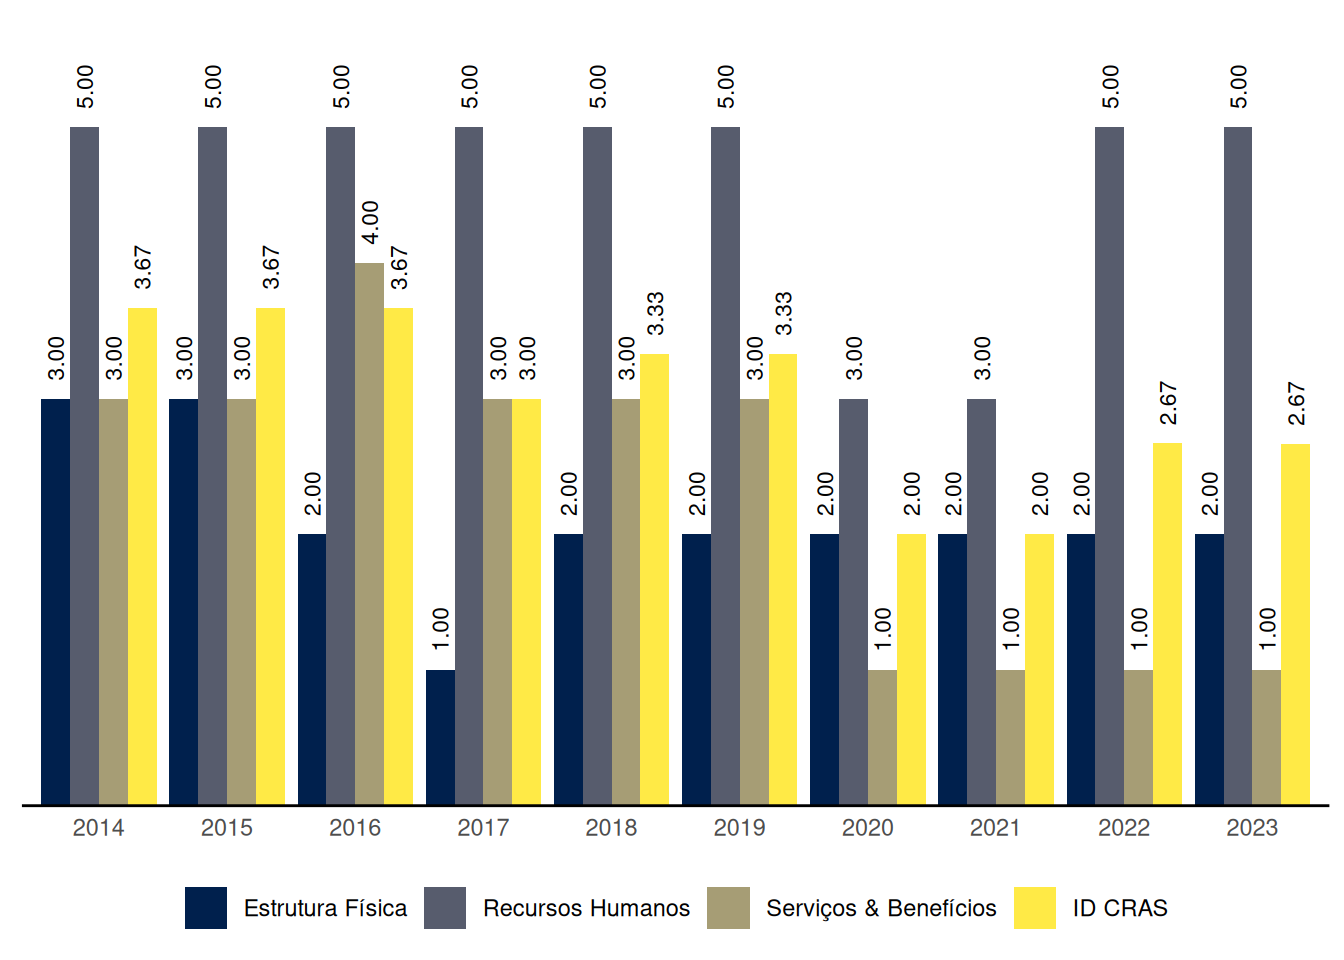 5.00 5.00 5.00 5.00 5.00 5.00 5.00 5.00
4.00
3.67 3.67 3.67
3.33 3.33
3.00 3.00 3.00 3.00 3.00 3.00 3.00 3.00 3.00 3.00
2.67 2.67
2.00 2.00 2.00 2.00 2.00 2.00 2.00 2.00 2.00
1.00 1.00 1.00 1.00 1.00
2014 2015 2016 2017 2018 2019 2020 2021 2022 2023
Estrutura Física Recursos Humanos Serviços & Benefícios ID CRAS